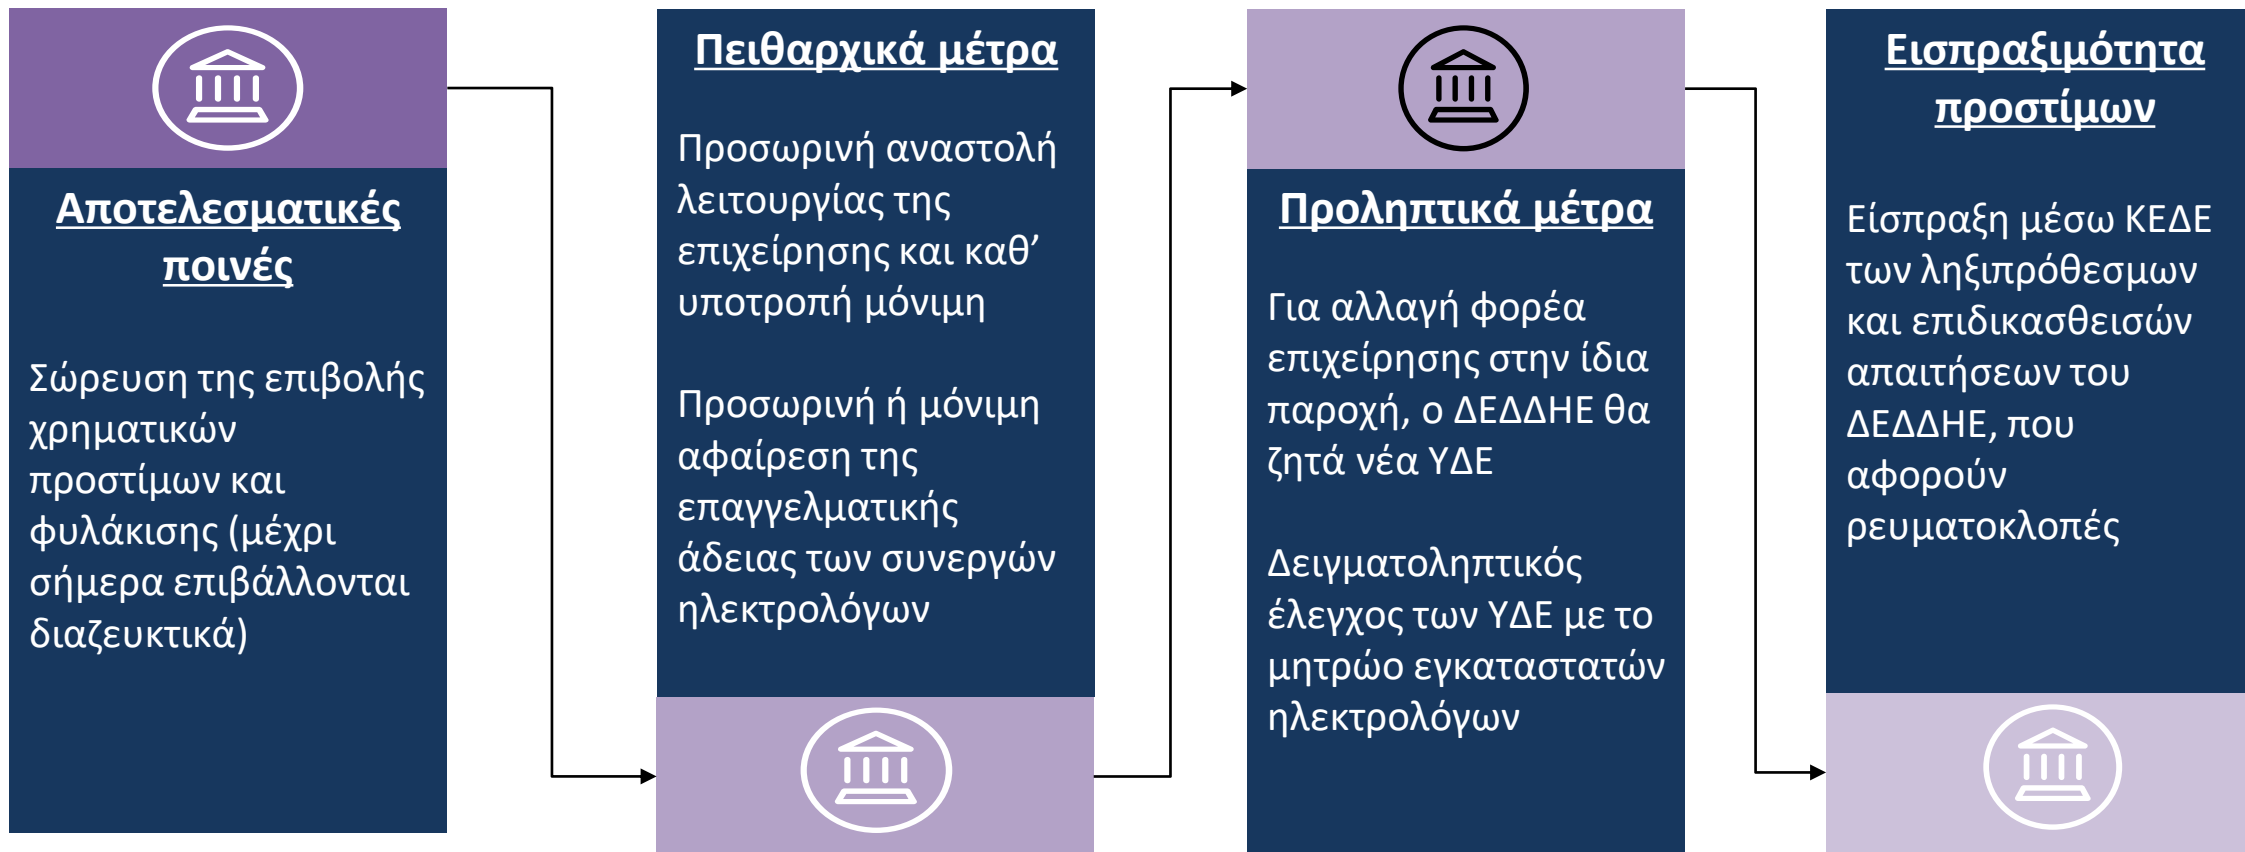 Αποτελεσματικές
ποινές
Σώρευση της επιβολής
χρηματικών
προστίμων και
φυλάκισης (μέχρι
σήμερα επιβάλλονται
διαζευκτικά)
Πειθαρχικά μέτρα
Προσωρινή αναστολή
λειτουργίας της
επιχείρησης και καθ’
υποτροπή μόνιμη
Προσωρινή ή μόνιμη
αφαίρεση της
επαγγελματικής
άδειας των συνεργών
ηλεκτρολόγων
Προληπτικά μέτρα
Για αλλαγή φορέα
επιχείρησης στην ίδια
παροχή, ο ΔΕΔΔΗΕ θα
ζητά νέα ΥΔΕ
Δειγματοληπτικός
έλεγχος των ΥΔΕ με το
μητρώο εγκαταστατών
ηλεκτρολόγων
Εισπραξιμότητα
προστίμων
Είσπραξη μέσω ΚΕΔΕ
των ληξιπρόθεσμων
και επιδικασθεισών
απαιτήσεων του
ΔΕΔΔΗΕ, που
αφορούν
ρευματοκλοπές